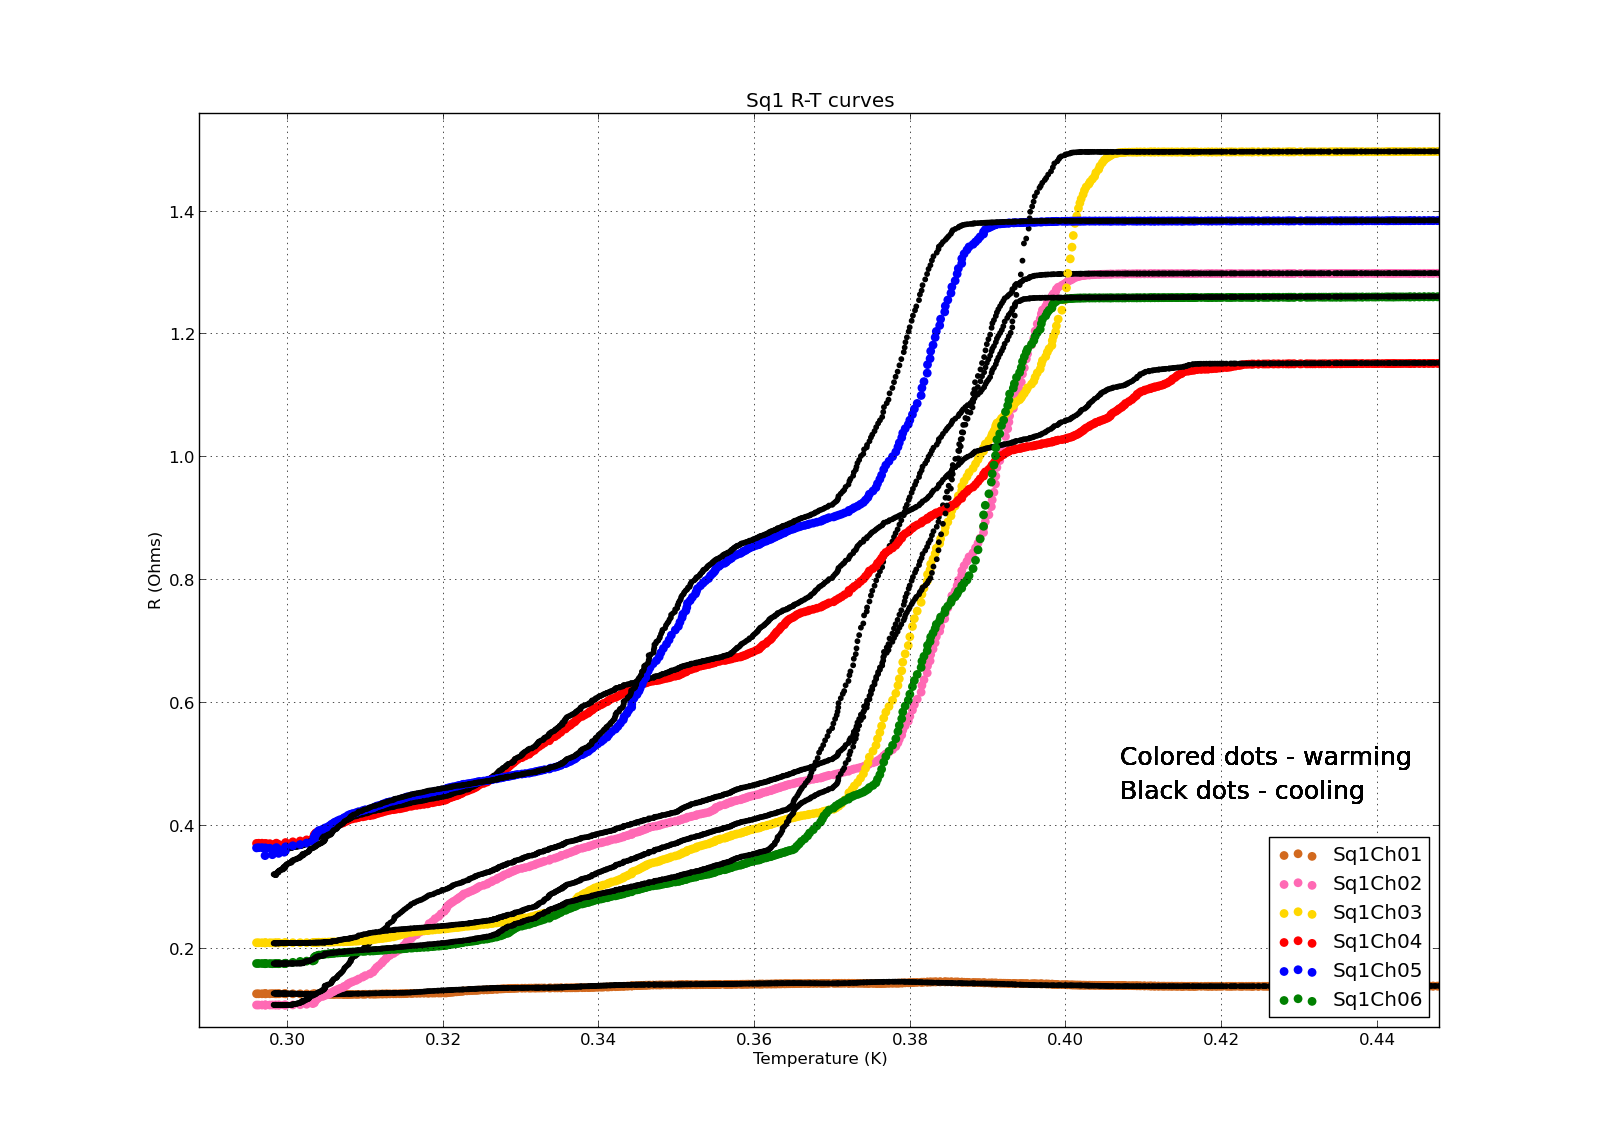 Sq1 R-T curves
1.4
1.2
1.0
0.8
0.6
0.4
0.2
R (Ohms)
Colored dots - warming
Black dots - cooling
Sq1Ch01
Sq1Ch02
Sq1Ch03
Sq1Ch04
Sq1Ch05
Sq1Ch06
0.30 0.32 0.34 0.36 0.38 0.40 0.42 0.44
Temperature (K)